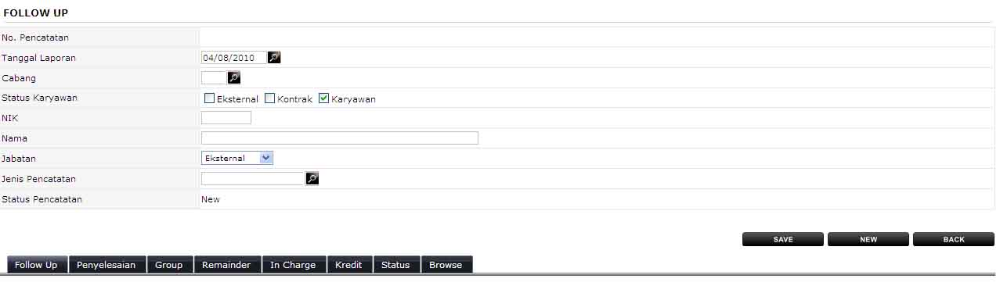 FOLLOW UP
No. Pencatatan
Tanggal Laporan 04/08/2010
Cabang
Status Karyawan Eksternal Kontrak Karyawan
NIK
Nama
Jabatan Eksternal
Jenis Pencatatan
Status Pencatatan New
SAVE NEW BACK
Follow Up Penyelesaian Group Remainder In Charge Kredit Status Browse